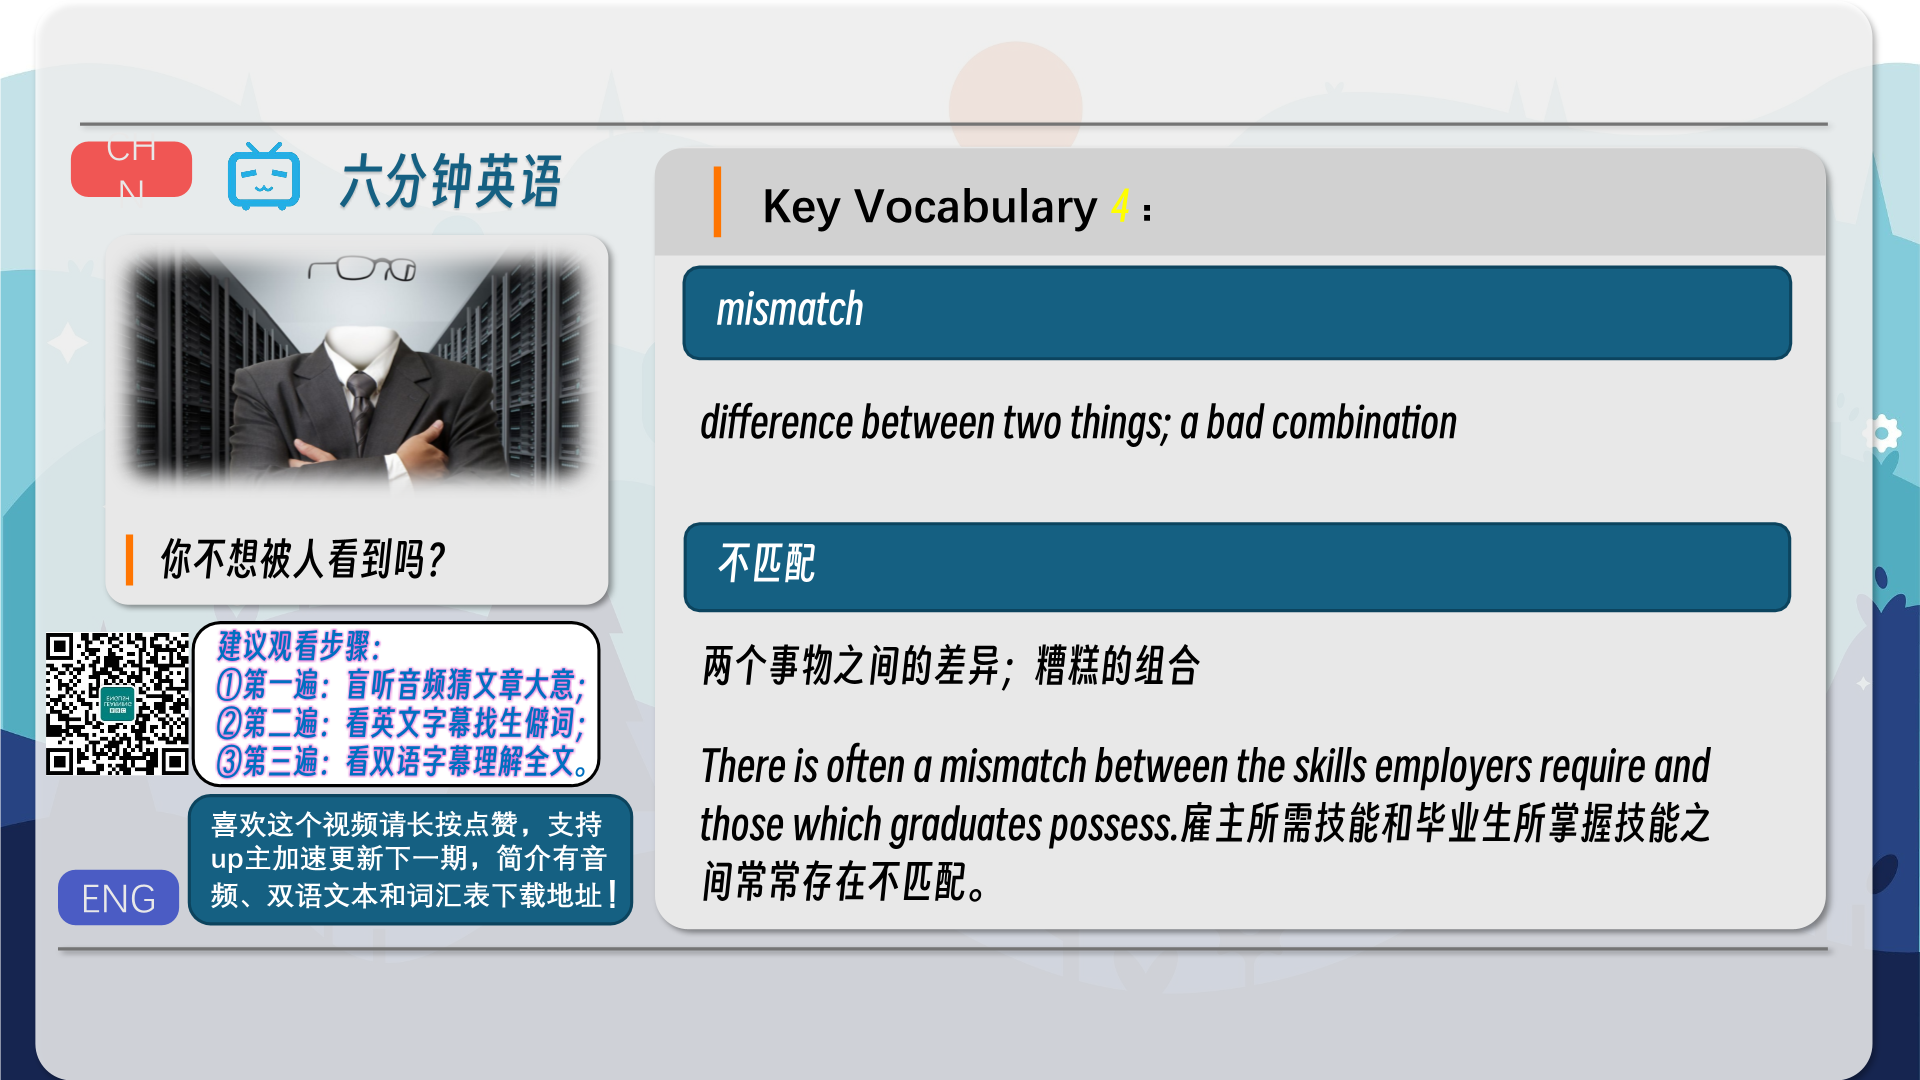 CH
N
六分钟英语
你不想被人看到吗?
建议观看步骤：
①第一遍：盲听音频猜文章大意；
②第二遍：看英文字幕找生僻词；
③第三遍：看双语字幕理解全文。
喜欢这个视频请长按点赞，支持
up主加速更新下一期，简介有音
频、双语文本和词汇表下载地址！
ENG
Key Vocabulary 4：
mismatch
difference between two things; a bad combination
不匹配
两个事物之间的差异；糟糕的组合
There is often a mismatch between the skills employers require and
those which graduates possess.雇主所需技能和毕业生所掌握技能之
间常常存在不匹配。